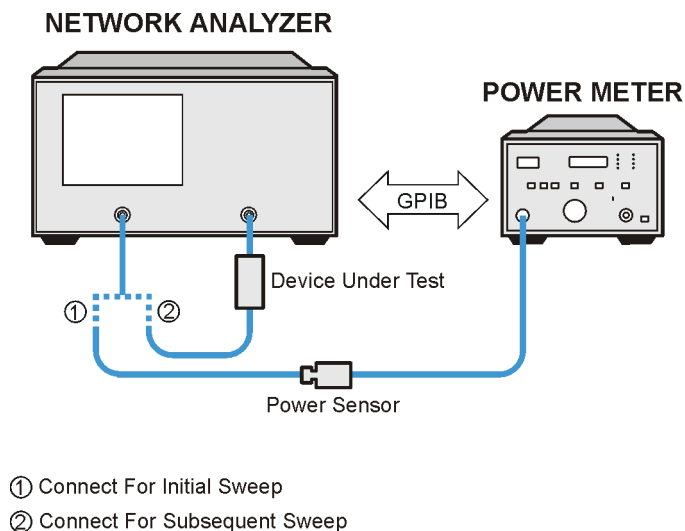 NETWORK ANALYZER
POWER METER
GPIB
Device Under Test
① ②
Power Sensor
① Connect For Initial Sweep
② Connect For Subsequent Sweep